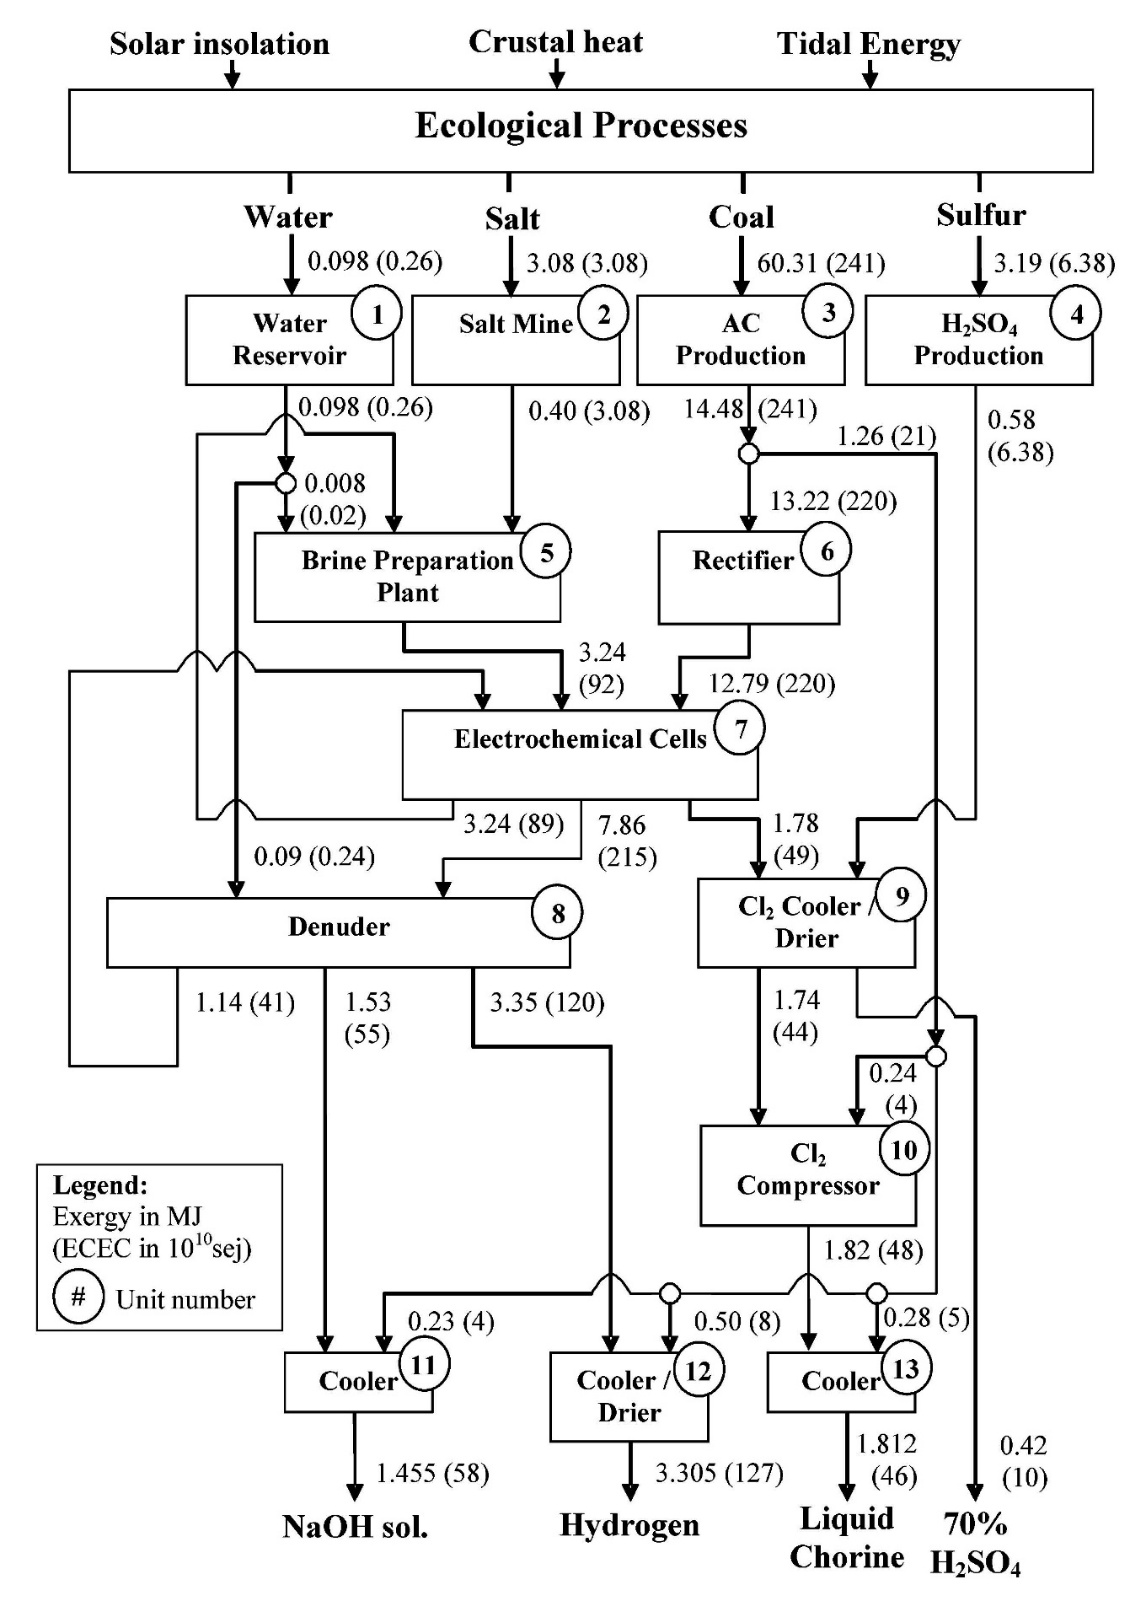 Solar insolation
Crustal heat
Tidal Energy
Ecological Processes
Water
Salt
Coal
Sulfur
0.098 (0.26)
3.08 (3.08)
60.31 (241)
3.19 (6.38)
1
Water
Reservoir
2
Salt Mine
3
AC
Production
4
H₂SO₄
Production
0.098 (0.26)
0.40 (3.08)
14.48 (241)
1.26 (21)
0.58
(6.38)
0.008
(0.02)
13.22 (220)
5
Brine Preparation
Plant
6
Rectifier
3.24
(92)
12.79 (220)
7
Electrochemical Cells
3.24 (89)
7.86
(215)
1.78
(49)
0.09 (0.24)
8
Denuder
9
Cl₂ Cooler /
Drier
1.14 (41)
1.53
(55)
3.35 (120)
1.74
(44)
0.24
(4)
10
Cl₂
Compressor
Legend:
Exergy in MJ
(ECEC in 10¹⁰sej)
# Unit number
1.82 (48)
0.23 (4)
0.50 (8)
0.28 (5)
11
Cooler
12
Cooler /
Drier
13
Cooler
1.455 (58)
3.305 (127)
1.812
(46)
0.42
(10)
NaOH sol.
Hydrogen
Liquid
Chorine
70%
H₂SO₄